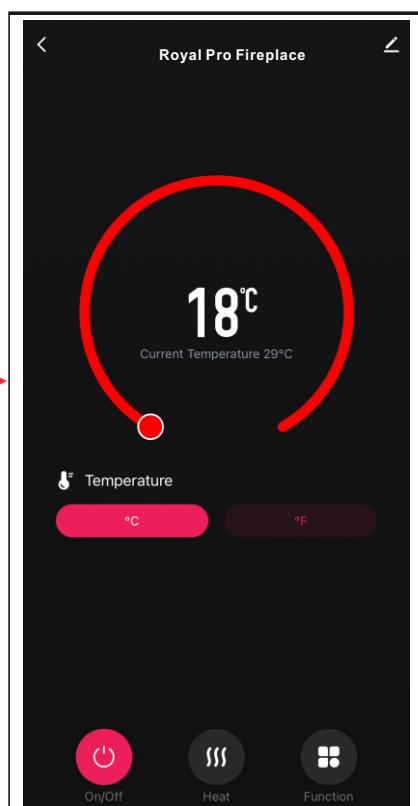 Royal Pro Fireplace
18℃
Current Temperature 29°C
Temperature
°C
°F
On/Off
Heat
Function